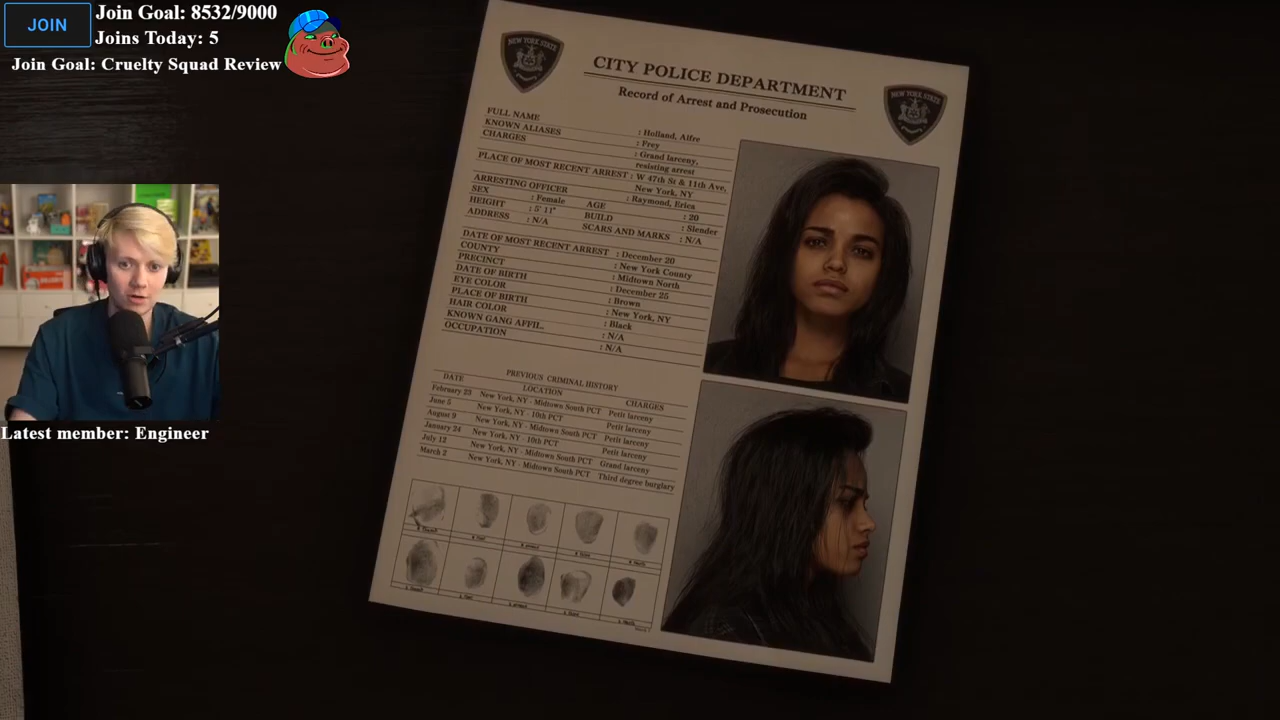 JOIN
Join Goal: 8532/9000
Joins Today: 5
Join Goal: Cruelty Squad Review
Latest member: Engineer
NEW YORK STATE
CITY POLICE DEPARTMENT
Record of Arrest and Prosecution
NEW YORK STATE
FULL NAME : Holland, Alfre
KNOWN ALIASES : Frey
CHARGES : Grand larceny,
resisting arrest
PLACE OF MOST RECENT ARREST : W 47th St & 11th Ave,
New York, NY
ARRESTING OFFICER : Raymond, Erica
SEX : Female AGE : 20
HEIGHT : 5' 11" BUILD : Slender
ADDRESS : N/A SCARS AND MARKS : N/A
DATE OF MOST RECENT ARREST : December 20
COUNTY : New York County
PRECINCT : Midtown North
DATE OF BIRTH : December 25
EYE COLOR : Brown
PLACE OF BIRTH : New York, NY
HAIR COLOR : Black
KNOWN GANG AFFIL. : N/A
OCCUPATION : N/A
PREVIOUS CRIMINAL HISTORY
DATE LOCATION CHARGES
February 23 New York, NY - Midtown South PCT Petit larceny
June 5 New York, NY - 10th PCT Petit larceny
August 9 New York, NY - Midtown South PCT Petit larceny
January 24 New York, NY - 10th PCT Petit larceny
July 12 New York, NY - Midtown South PCT Grand larceny
March 2 New York, NY - Midtown South PCT Third degree burglary